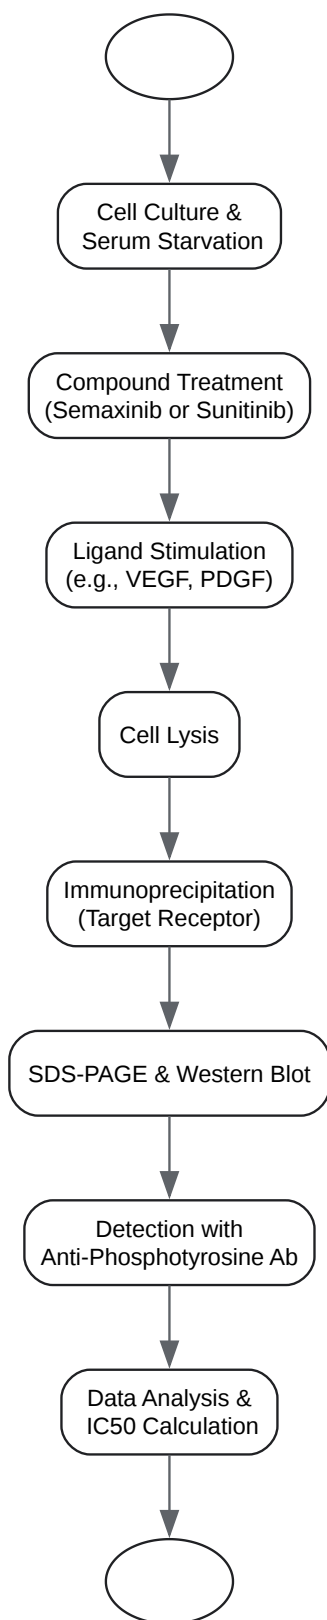 Cell Culture &
Serum Starvation
Compound Treatment
(Semaxinib or Sunitinib)
Ligand Stimulation
(e.g., VEGF, PDGF)
Cell Lysis
Immunoprecipitation
(Target Receptor)
SDS-PAGE & Western Blot
Detection with
Anti-Phosphotyrosine Ab
Data Analysis &
IC50 Calculation